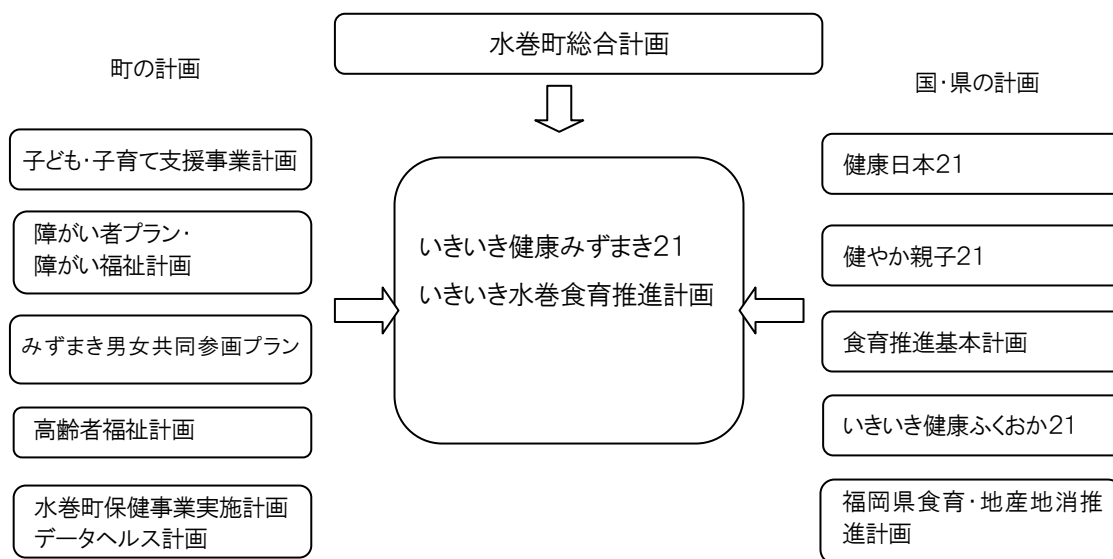 水巻町総合計画
町の計画
国・県の計画
子ども・子育て支援事業計画
障がい者プラン・
障がい福祉計画
みずまき男女共同参画プラン
高齢者福祉計画
水巻町保健事業実施計画
データヘルス計画
いきいき健康みずまき21
いきいき水巻食育推進計画
健康日本21
健やか親子21
食育推進基本計画
いきいき健康ふくおか21
福岡県食育・地産地消推
進計画